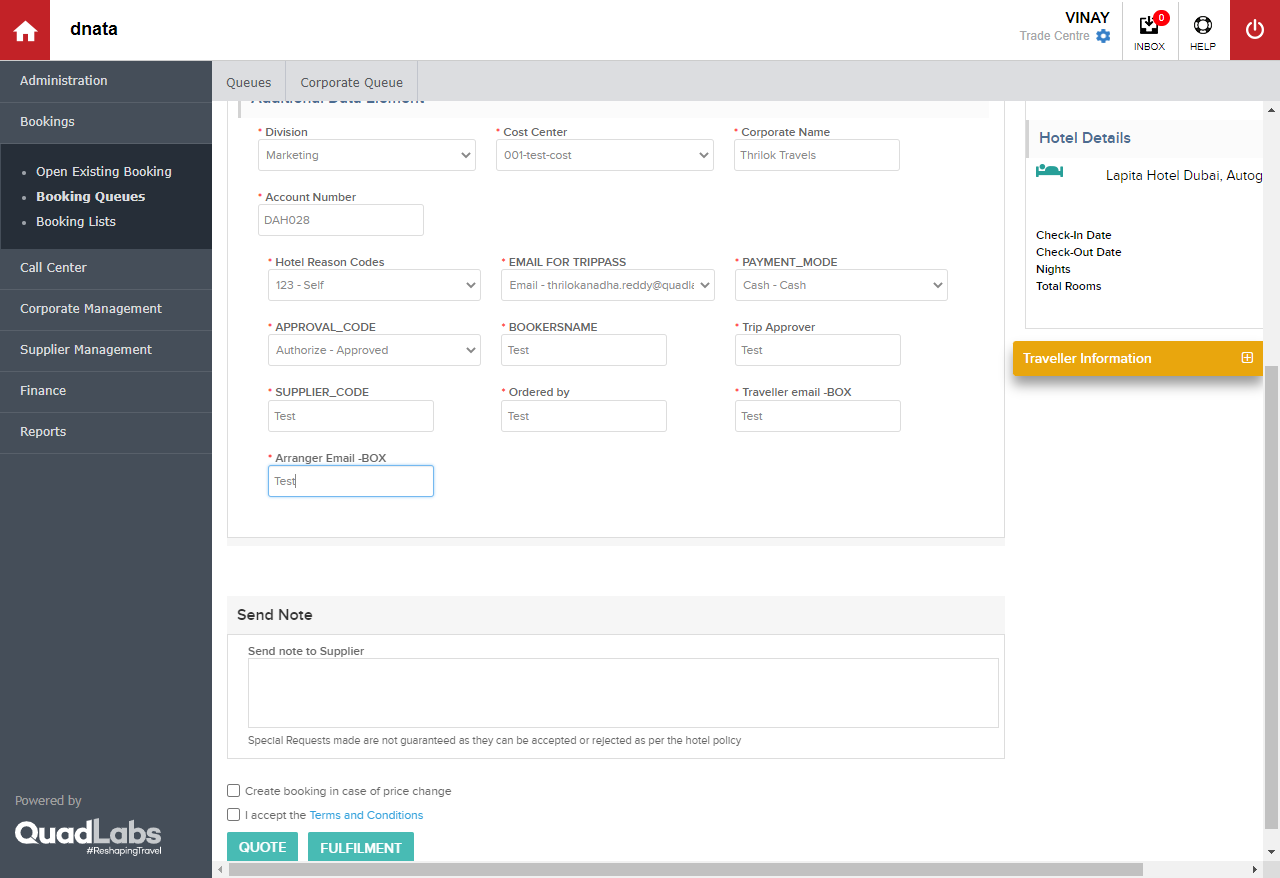 dnata
VINAY
Trade Centre
0
INBOX
HELP
Administration
Bookings
Open Existing Booking
Booking Queues
Booking Lists
Call Center
Corporate Management
Supplier Management
Finance
Reports
Powered by
QuadLabs
#ReshapingTravel
Queues
Corporate Queue
Additional Data Element
* Division
* Cost Center
* Corporate Name
Marketing
001-test-cost
Thrilok Travels
* Account Number
DAH028
* Hotel Reason Codes
* EMAIL FOR TRIPPASS
* PAYMENT_MODE
123 - Self
Email - thrilokanadha.reddy@quadla
Cash - Cash
* APPROVAL_CODE
* BOOKERSNAME
* Trip Approver
Authorize - Approved
Test
Test
* SUPPLIER_CODE
* Ordered by
* Traveller email -BOX
Test
Test
Test
* Arranger Email -BOX
Test
Send Note
Send note to Supplier
Special Requests made are not guaranteed as they can be accepted or rejected as per the hotel policy
Create booking in case of price change
I accept the Terms and Conditions
QUOTE
FULFILMENT
Hotel Details
Lapita Hotel Dubai, Autog
Check-In Date
Check-Out Date
Nights
Total Rooms
Traveller Information